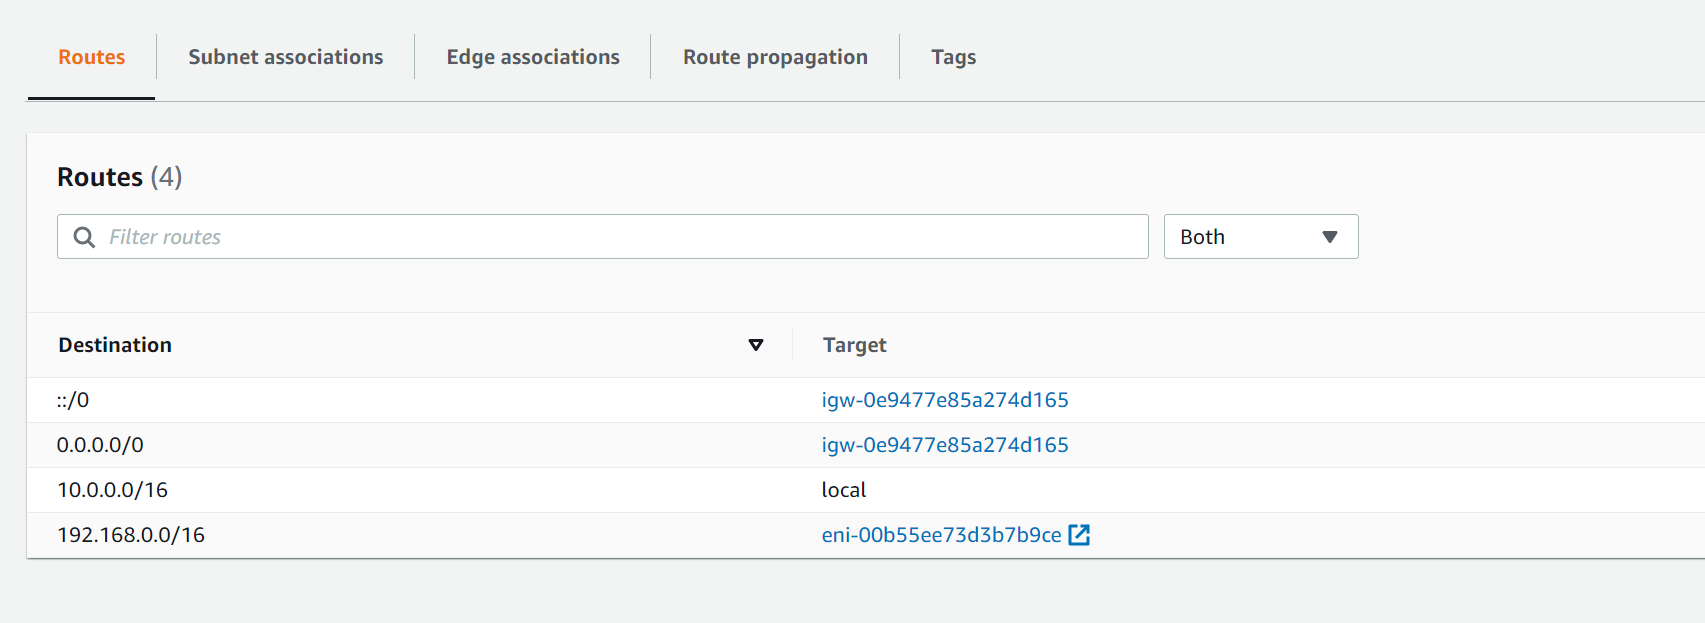 Routes Subnet associations Edge associations Route propagation Tags
Routes (4)
Filter routes Both
Destination Target
::/0 igw-0e9477e85a274d165
0.0.0.0/0 igw-0e9477e85a274d165
10.0.0.0/16 local
192.168.0.0/16 eni-00b55ee73d3b7b9ce